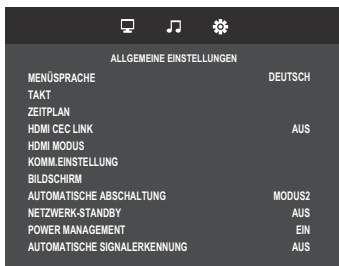 ALLGEMEINE EINSTELLUNGEN
MENÜSPRACHE DEUTSCH
TAKT
ZEITPLAN
HDMI CEC LINK AUS
HDMI MODUS
KOMM.EINSTELLUNG
BILDSCHIRM
AUTOMATISCHE ABSCHALTUNG MODUS2
NETZWERK-STANDBY AUS
POWER MANAGEMENT EIN
AUTOMATISCHE SIGNALERKENNUNG AUS